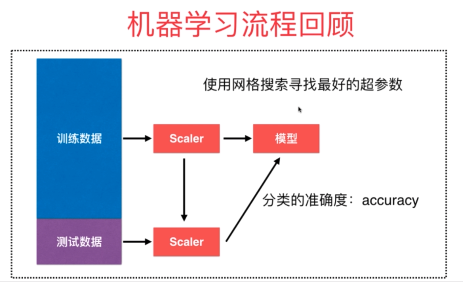 机器学习流程回顾
使用网格搜索寻找最好的超参数
训练数据
Scaler
模型
分类的准确度：accuracy
测试数据
Scaler